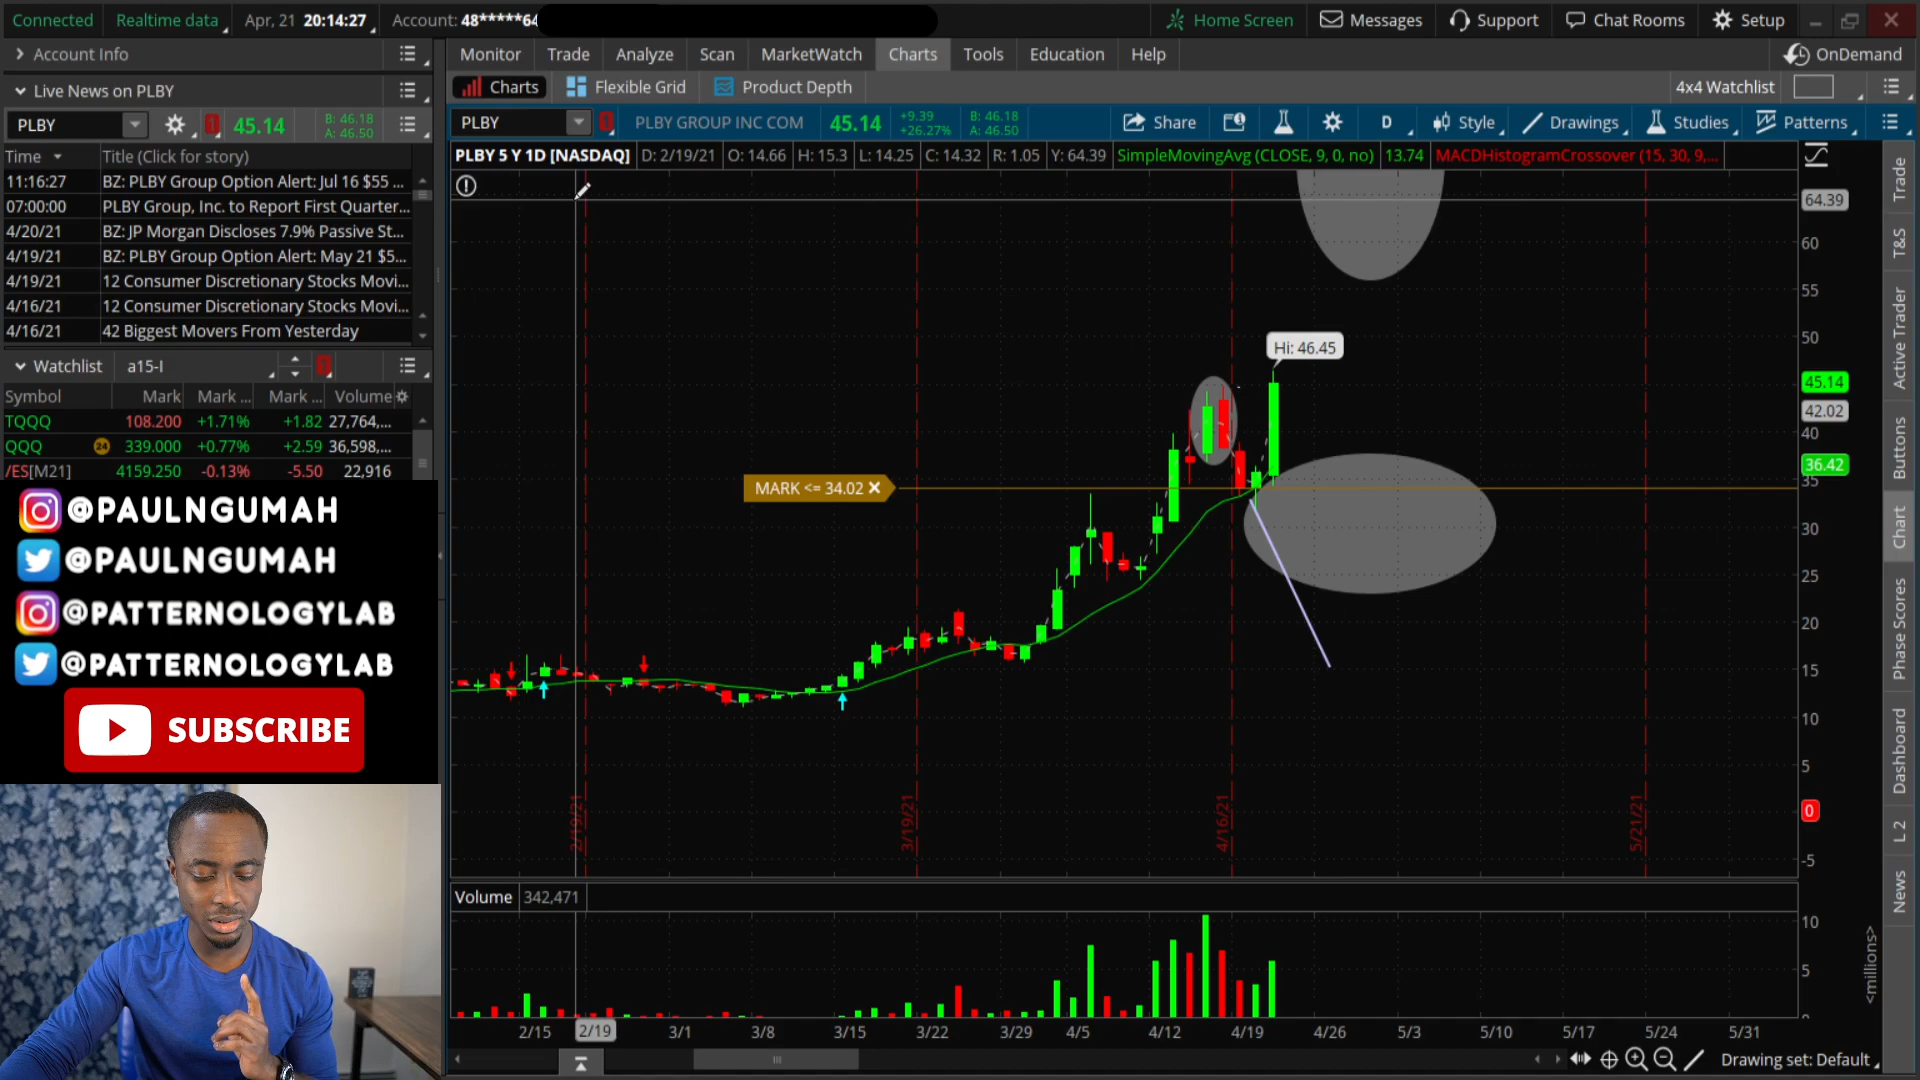 Connected Realtime data Apr, 21 20:14:27 Account: 48*****64 Home Screen Messages Support Chat Rooms Setup
Account Info
Monitor Trade Analyze Scan MarketWatch Charts Tools Education Help OnDemand
Live News on PLBY
Charts Flexible Grid Product Depth 4x4 Watchlist
PLBY 1 45.14 B: 46.18 A: 46.50
PLBY PLBY GROUP INC COM 45.14 +9.39 +26.27% B: 46.18 A: 46.50 Share D Style Drawings Studies Patterns
PLBY 5 Y 1D [NASDAQ] D: 2/19/21 O: 14.66 H: 15.3 L: 14.25 C: 14.32 R: 1.05 Y: 64.39 SimpleMovingAvg (CLOSE, 9, 0, no) 13.74 MACDHistogramCrossover (15, 30, 9,...
Time Title (Click for story)
11:16:27 BZ: PLBY Group Option Alert: Jul 16 $55 ...
07:00:00 PLBY Group, Inc. to Report First Quarter...
4/20/21 BZ: JP Morgan Discloses 7.9% Passive St...
4/19/21 BZ: PLBY Group Option Alert: May 21 $5...
4/19/21 12 Consumer Discretionary Stocks Movi...
4/16/21 12 Consumer Discretionary Stocks Movi...
4/16/21 42 Biggest Movers From Yesterday
Watchlist a15-I
Symbol Mark Mark ... Mark ... Volume
TQQQ 108.200 +1.71% +1.82 27,764,...
QQQ 24 339.000 +0.77% +2.59 36,598,...
/ES[M21] 4159.250 -0.13% -5.50 22,916
@PAULNGUMAH
@PAULNGUMAH
@PATTERNOLOGYLAB
@PATTERNOLOGYLAB
SUBSCRIBE
Hi: 46.45
MARK <= 34.02
64.39
60
55
50
45.14
42.02
40
36.42
35
30
25
20
15
10
5
0
-5
2/19/21 3/19/21 4/16/21 5/21/21
Volume 342,471
10
5
0
<millions>
2/15 2/19 3/1 3/8 3/15 3/22 3/29 4/5 4/12 4/19 4/26 5/3 5/10 5/17 5/24 5/31
Drawing set: Default
Trade
T&S
Active Trader
Buttons
Chart
Phase Scores
Dashboard
L 2
News